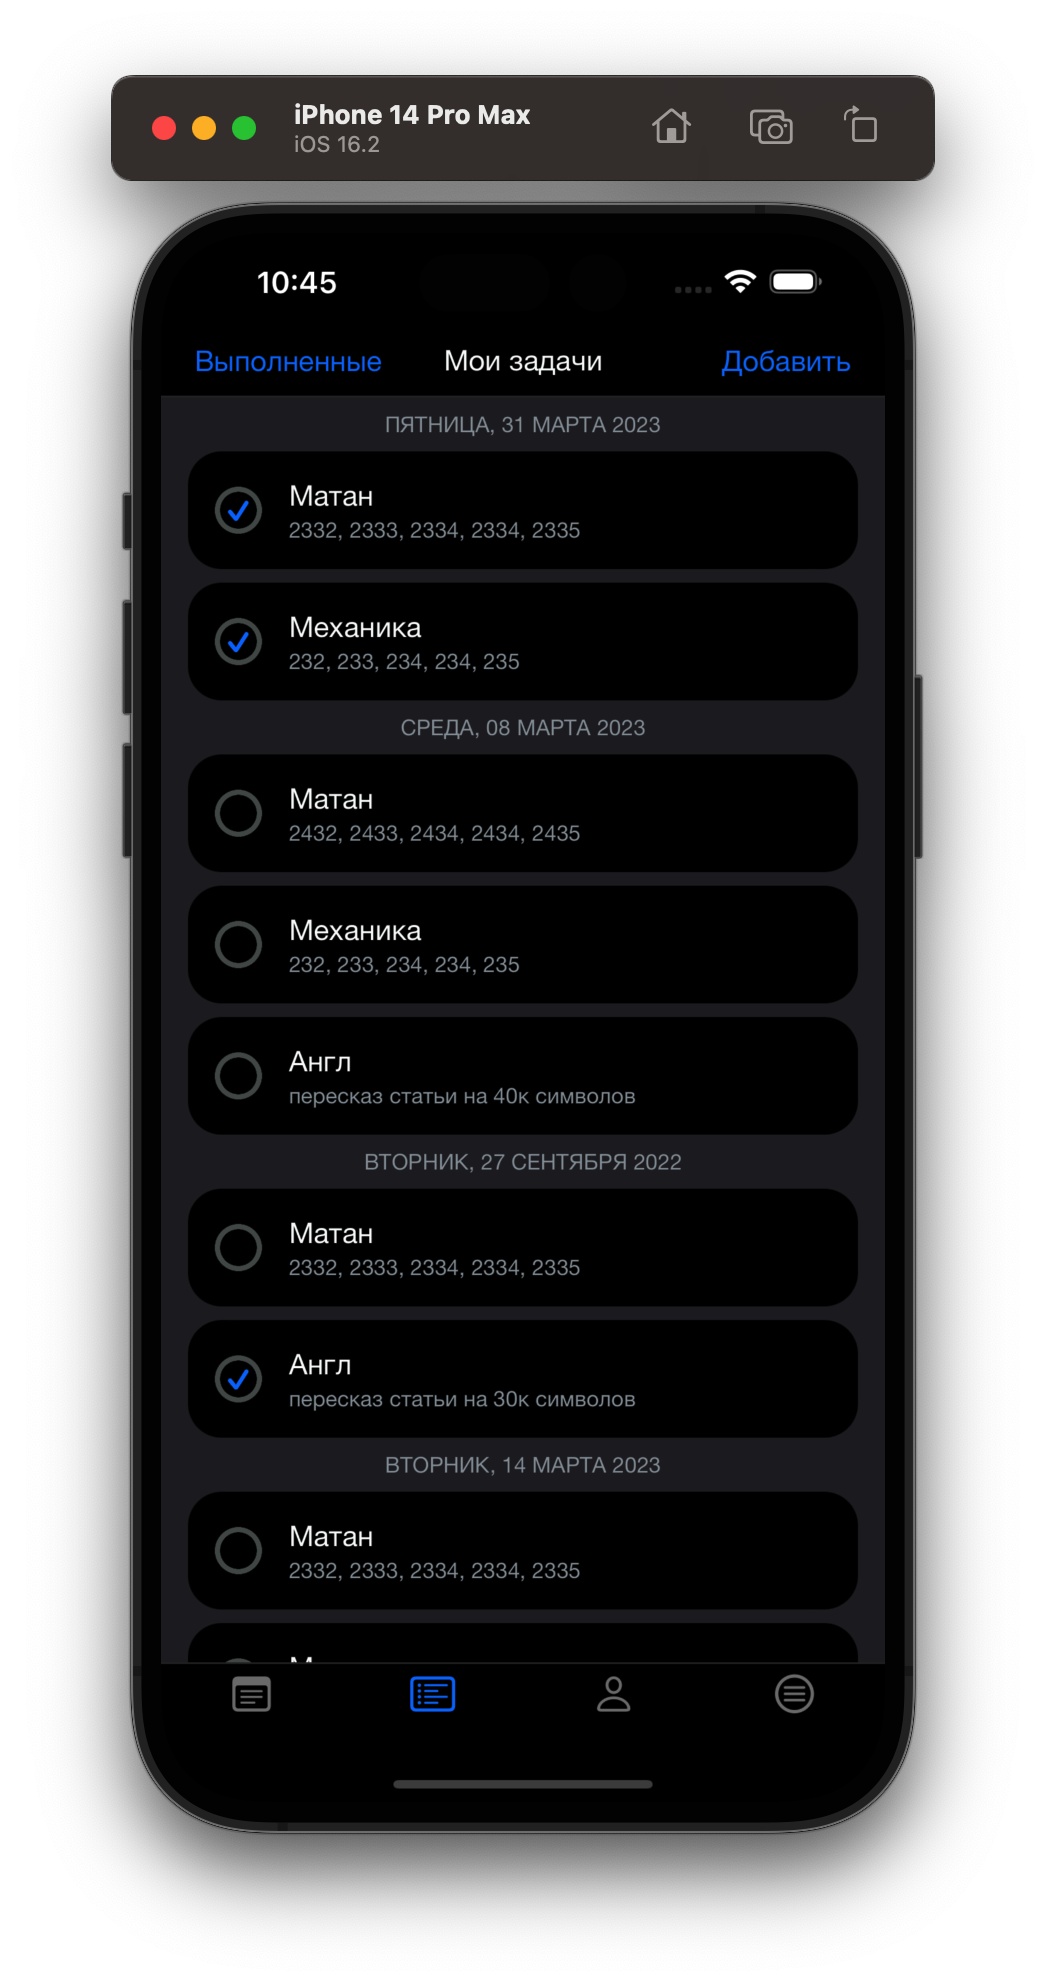 iPhone 14 Pro Max
iOS 16.2
10:45
Выполненные Мои задачи Добавить
ПЯТНИЦА, 31 МАРТА 2023
Матан
2332, 2333, 2334, 2334, 2335
Механика
232, 233, 234, 234, 235
СРЕДА, 08 МАРТА 2023
Матан
2432, 2433, 2434, 2434, 2435
Механика
232, 233, 234, 234, 235
Англ
пересказ статьи на 40к символов
ВТОРНИК, 27 СЕНТЯБРЯ 2022
Матан
2332, 2333, 2334, 2334, 2335
Англ
пересказ статьи на 30к символов
ВТОРНИК, 14 МАРТА 2023
Матан
2332, 2333, 2334, 2334, 2335